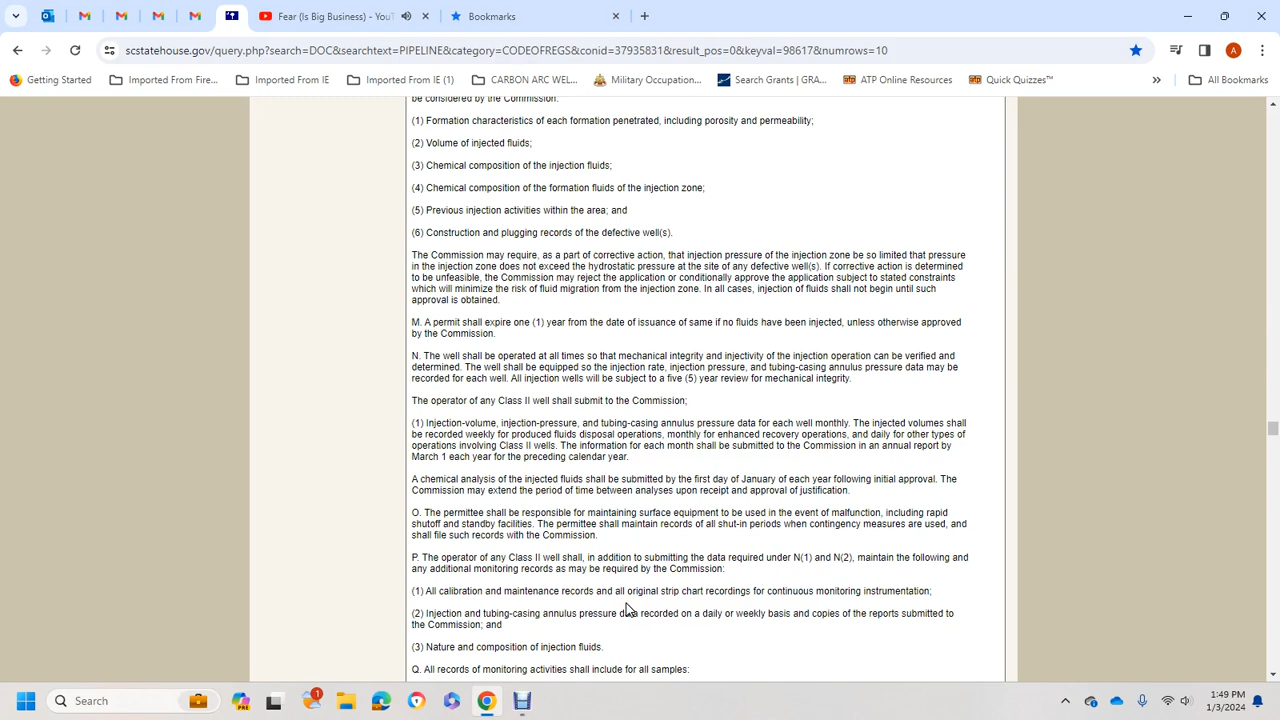 Fear (Is Big Business) - YouT
Bookmarks
scstatehouse.gov/query.php?search=DOC&searchtext=PIPELINE&category=CODEOFREGS&conid=37935831&result_pos=0&keyval=98617&numrows=10
A
Getting Started
Imported From Fire...
Imported From IE
Imported From IE (1)
CARBON ARC WEL...
Military Occupation...
Search Grants | GRA...
ATP Online Resources
Quick Quizzes™
All Bookmarks
be considered by the Commission.
(1) Formation characteristics of each formation penetrated, including porosity and permeability;
(2) Volume of injected fluids;
(3) Chemical composition of the injection fluids;
(4) Chemical composition of the formation fluids of the injection zone;
(5) Previous injection activities within the area; and
(6) Construction and plugging records of the defective well(s).
The Commission may require, as a part of corrective action, that injection pressure of the injection zone be so limited that pressure
in the injection zone does not exceed the hydrostatic pressure at the site of any defective well(s). If corrective action is determined
to be unfeasible, the Commission may reject the application or conditionally approve the application subject to stated constraints
which will minimize the risk of fluid migration from the injection zone. In all cases, injection of fluids shall not begin until such
approval is obtained.
M. A permit shall expire one (1) year from the date of issuance of same if no fluids have been injected, unless otherwise approved
by the Commission.
N. The well shall be operated at all times so that mechanical integrity and injectivity of the injection operation can be verified and
determined. The well shall be equipped so the injection rate, injection pressure, and tubing-casing annulus pressure data may be
recorded for each well. All injection wells will be subject to a five (5) year review for mechanical integrity.
The operator of any Class II well shall submit to the Commission;
(1) Injection-volume, injection-pressure, and tubing-casing annulus pressure data for each well monthly. The injected volumes shall
be recorded weekly for produced fluids disposal operations, monthly for enhanced recovery operations, and daily for other types of
operations involving Class II wells. The information for each month shall be submitted to the Commission in an annual report by
March 1 each year for the preceding calendar year.
A chemical analysis of the injected fluids shall be submitted by the first day of January of each year following initial approval. The
Commission may extend the period of time between analyses upon receipt and approval of justification.
O. The permittee shall be responsible for maintaining surface equipment to be used in the event of malfunction, including rapid
shutoff and standby facilities. The permittee shall maintain records of all shut-in periods when contingency measures are used, and
shall file such records with the Commission.
P. The operator of any Class II well shall, in addition to submitting the data required under N(1) and N(2), maintain the following and
any additional monitoring records as may be required by the Commission:
(1) All calibration and maintenance records and all original strip chart recordings for continuous monitoring instrumentation;
(2) Injection and tubing-casing annulus pressure data recorded on a daily or weekly basis and copies of the reports submitted to
the Commission; and
(3) Nature and composition of injection fluids.
Q. All records of monitoring activities shall include for all samples:
Search
PRE
1
1:49 PM
1/3/2024